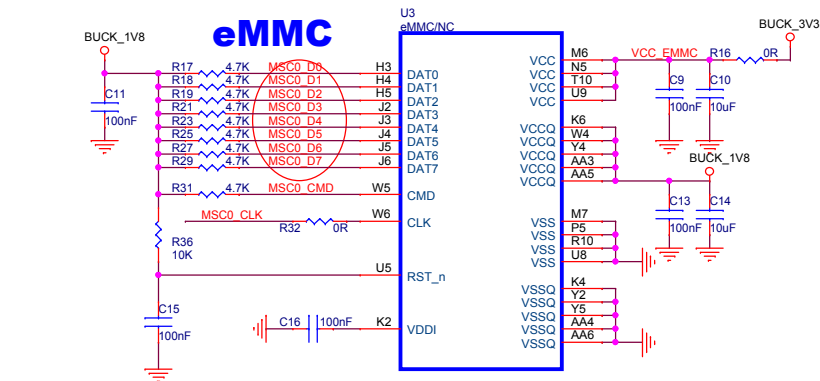 U3
eMMC
eMMC/NC
BUCK_1V8
BUCK_3V3
R17 4.7K MSC0_D0 H3 DAT0
R18 4.7K MSC0_D1 H4 DAT1
R19 4.7K MSC0_D2 H5 DAT2
R21 4.7K MSC0_D3 J2 DAT3
R23 4.7K MSC0_D4 J3 DAT4
R25 4.7K MSC0_D5 J4 DAT5
R27 4.7K MSC0_D6 J5 DAT6
R29 4.7K MSC0_D7 J6 DAT7
C11
100nF
R31 4.7K MSC0_CMD W5 CMD
MSC0_CLK R32 0R W6 CLK
R36
10K
U5 RST_n
C15
100nF
C16 100nF K2 VDDI
VCC M6 VCC_EMMC R16 0R
VCC N5
VCC T10
VCC U9
C9
100nF
C10
10uF
VCCQ K6
VCCQ W4
VCCQ Y4
VCCQ AA3
VCCQ AA5
BUCK_1V8
C13
100nF
C14
10uF
VSS M7
VSS P5
VSS R10
VSS U8
VSSQ K4
VSSQ Y2
VSSQ Y5
VSSQ AA4
VSSQ AA6